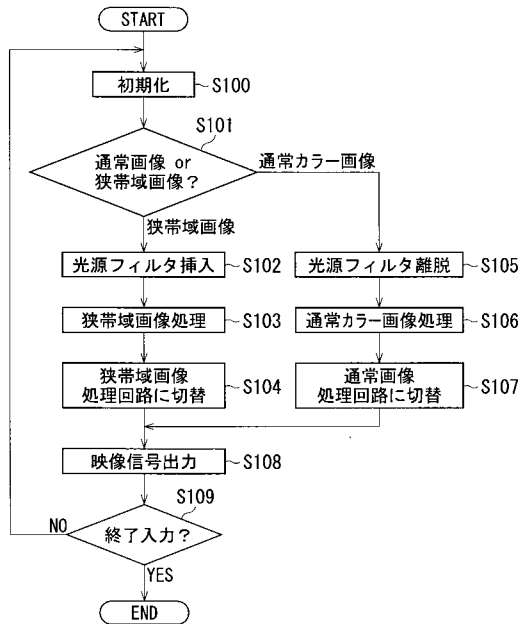 START
初期化
S100
S101
通常画像 or
狭帯域画像?
通常カラー画像
狭帯域画像
光源フィルタ挿入
S102
光源フィルタ離脱
S105
狭帯域画像処理
S103
通常カラー画像処理
S106
狭帯域画像
処理回路に切替
S104
通常画像
処理回路に切替
S107
映像信号出力
S108
S109
NO
終了入力?
YES
END